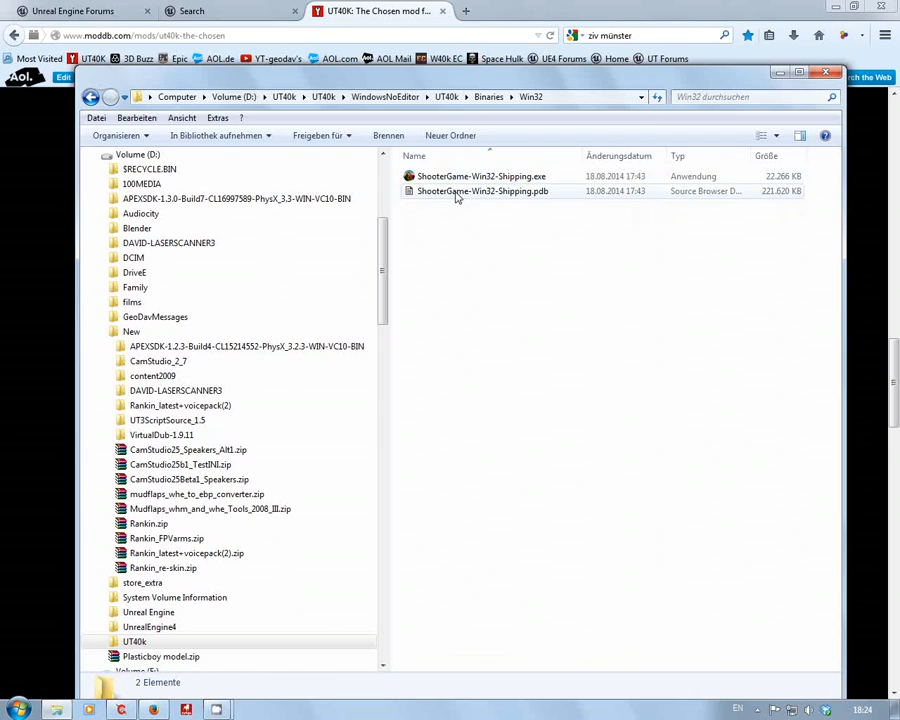 Unreal Engine Forums
Search
UT40K: The Chosen mod f...
www.moddb.com/mods/ut40k-the-chosen
ziv münster
Most Visited UT40K 3D Buzz Epic AOL.de YT-geodav's AOL.com AOL Mail W40k EC Space Hulk UE4 Forums Home UT Forums
Aol. Edit
rch the Web
Computer Volume (D:) UT40k UT40k WindowsNoEditor UT40k Binaries Win32
Win32 durchsuchen
Datei Bearbeiten Ansicht Extras ?
Organisieren In Bibliothek aufnehmen Freigeben für Brennen Neuer Ordner
Name Änderungsdatum Typ Größe
ShooterGame-Win32-Shipping.exe 18.08.2014 17:43 Anwendung 22.266 KB
ShooterGame-Win32-Shipping.pdb 18.08.2014 17:43 Source Browser D... 221.620 KB
Volume (D:)
$RECYCLE.BIN
100MEDIA
APEXSDK-1.3.0-Build7-CL16997589-PhysX_3.3-WIN-VC10-BIN
Audiocity
Blender
DAVID-LASERSCANNER3
DCIM
DriveE
Family
films
GeoDavMessages
New
APEXSDK-1.2.3-Build4-CL15214552-PhysX_3.2.3-WIN-VC10-BIN
CamStudio_2_7
content2009
DAVID-LASERSCANNER3
Rankin_latest+voicepack(2)
UT3ScriptSource_1.5
VirtualDub-1.9.11
CamStudio25_Speakers_Alt1.zip
CamStudio25b1_TestINI.zip
CamStudio25Beta1_Speakers.zip
mudflaps_whe_to_ebp_converter.zip
Mudflaps_whm_and_whe_Tools_2008_III.zip
Rankin.zip
Rankin_FPVarms.zip
Rankin_latest+voicepack(2).zip
Rankin_re-skin.zip
store_extra
System Volume Information
Unreal Engine
UnrealEngine4
UT40k
Plasticboy model.zip
2 Elemente
EN 18:24